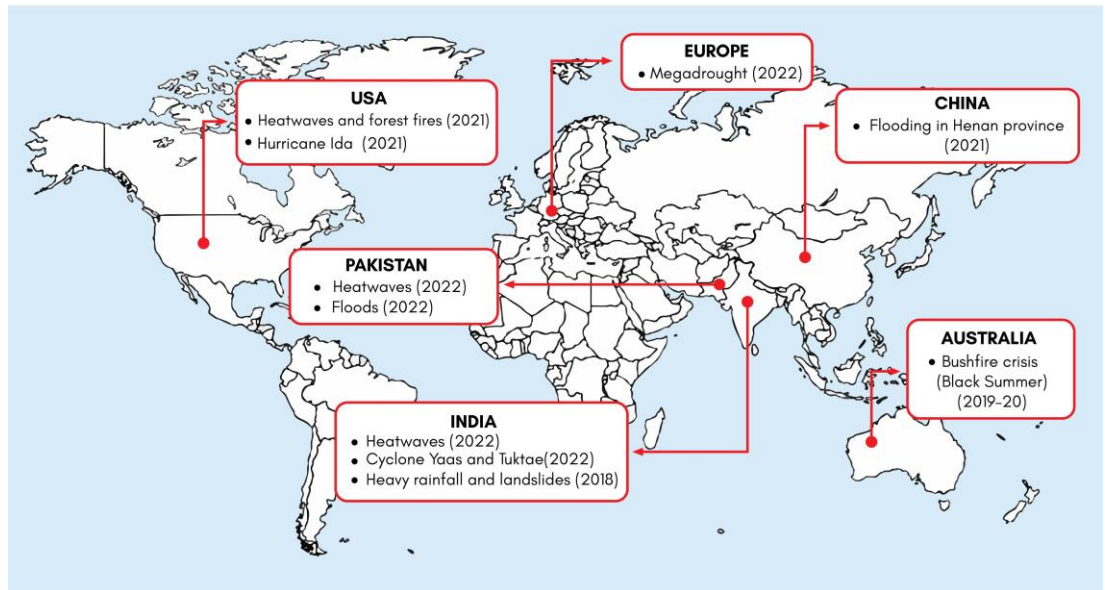 EUROPE
• Megadrought (2022)
USA
• Heatwaves and forest fires (2021)
• Hurricane Ida (2021)
CHINA
• Flooding in Henan province
(2021)
PAKISTAN
• Heatwaves (2022)
• Floods (2022)
AUSTRALIA
• Bushfire crisis
(Black Summer)
(2019-20)
INDIA
• Heatwaves (2022)
• Cyclone Yaas and Tuktae(2022)
• Heavy rainfall and landslides (2018)